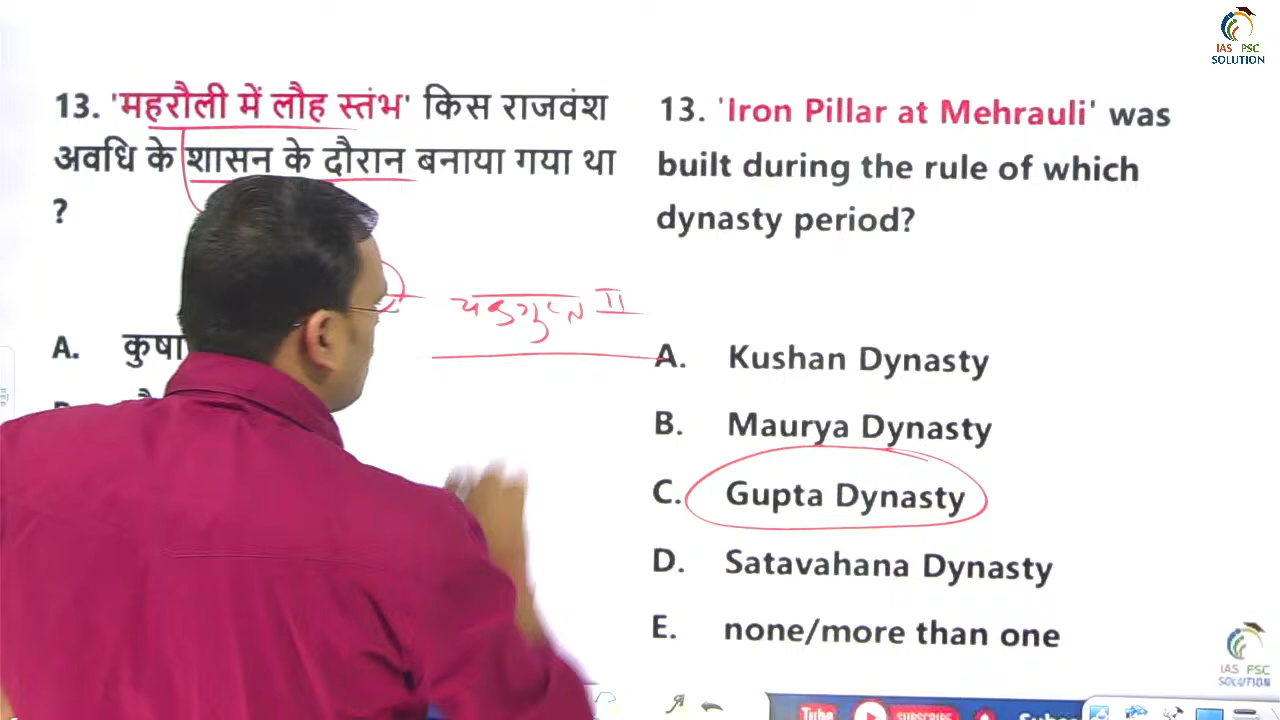 IAS PSC
SOLUTION
13. 'महरौली में लौह स्तंभ' किस राजवंश
अवधि के शासन के दौरान बनाया गया था
?
A.
13. 'Iron Pillar at Mehrauli' was
built during the rule of which
dynasty period?
A. Kushan Dynasty
B. Maurya Dynasty
C. Gupta Dynasty
D. Satavahana Dynasty
E. none/more than one
II
IAS PSC
SOLUTION
Tube
SUBSCRIBE